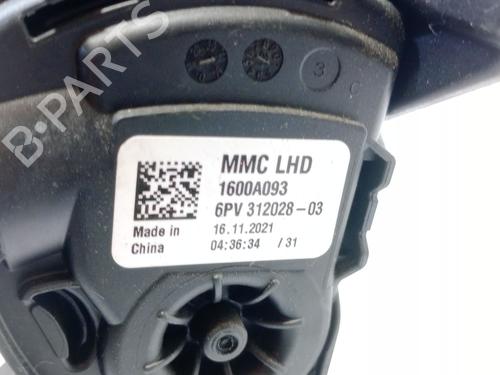 B-PARTS
3
C
MMC LHD
1600A093
6PV 312028-03
Made in 16.11.2021
China 04:36:34 / 31